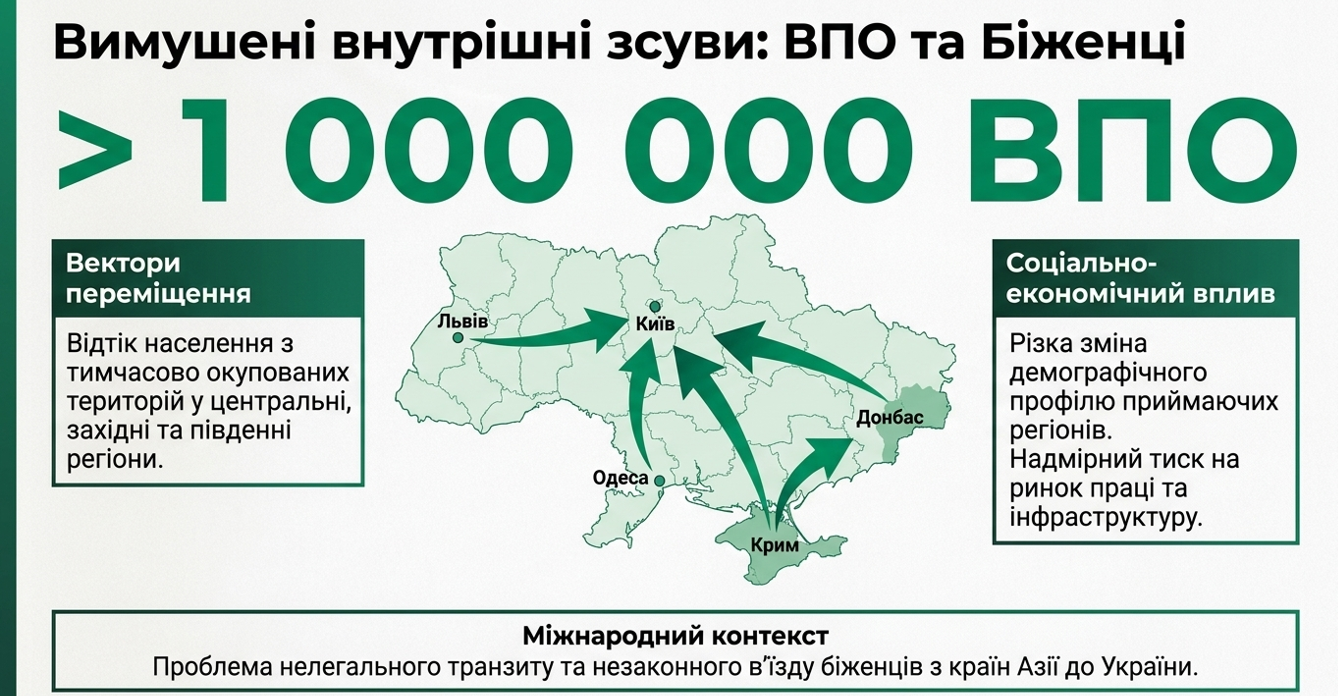 Вимушені внутрішні зсуви: ВПО та Біженці
> 1 000 000 ВПО
Вектори
переміщення
Відтік населення з
тимчасово окупованих
територій у центральні,
західні та південні
регіони.
Львів
Київ
Донбас
Одеса
Крим
Соціально-
економічний вплив
Різка зміна
демографічного
профілю приймаючих
регіонів.
Надмірний тиск на
ринок праці та
інфраструктуру.
Міжнародний контекст
Проблема нелегального транзиту та незаконного в'їзду біженців з країн Азії до України.